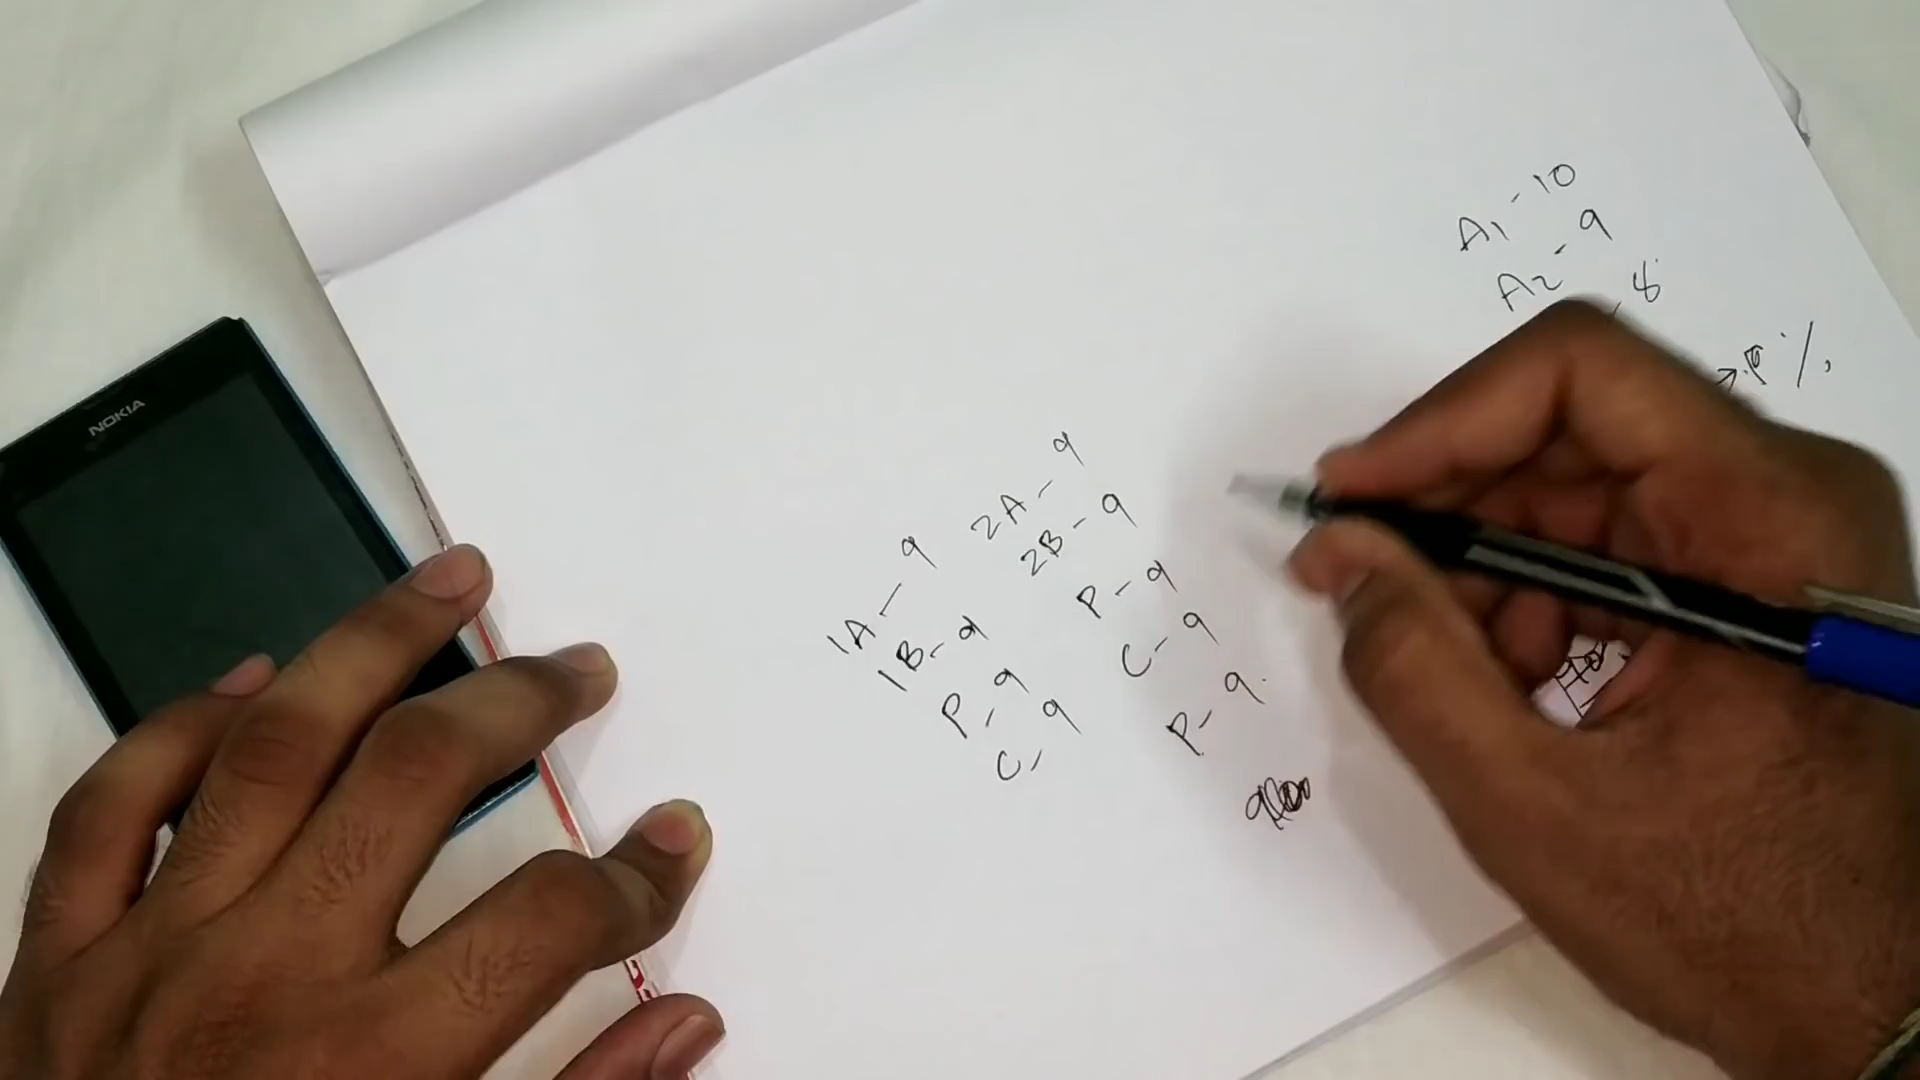 NOKIA
A1 - 10
A2 - 9
- 8
%
1A - 9
1B - 9
P - 9
C - 9
2A - 9
2B - 9
P - 9
C - 9
P - 9.